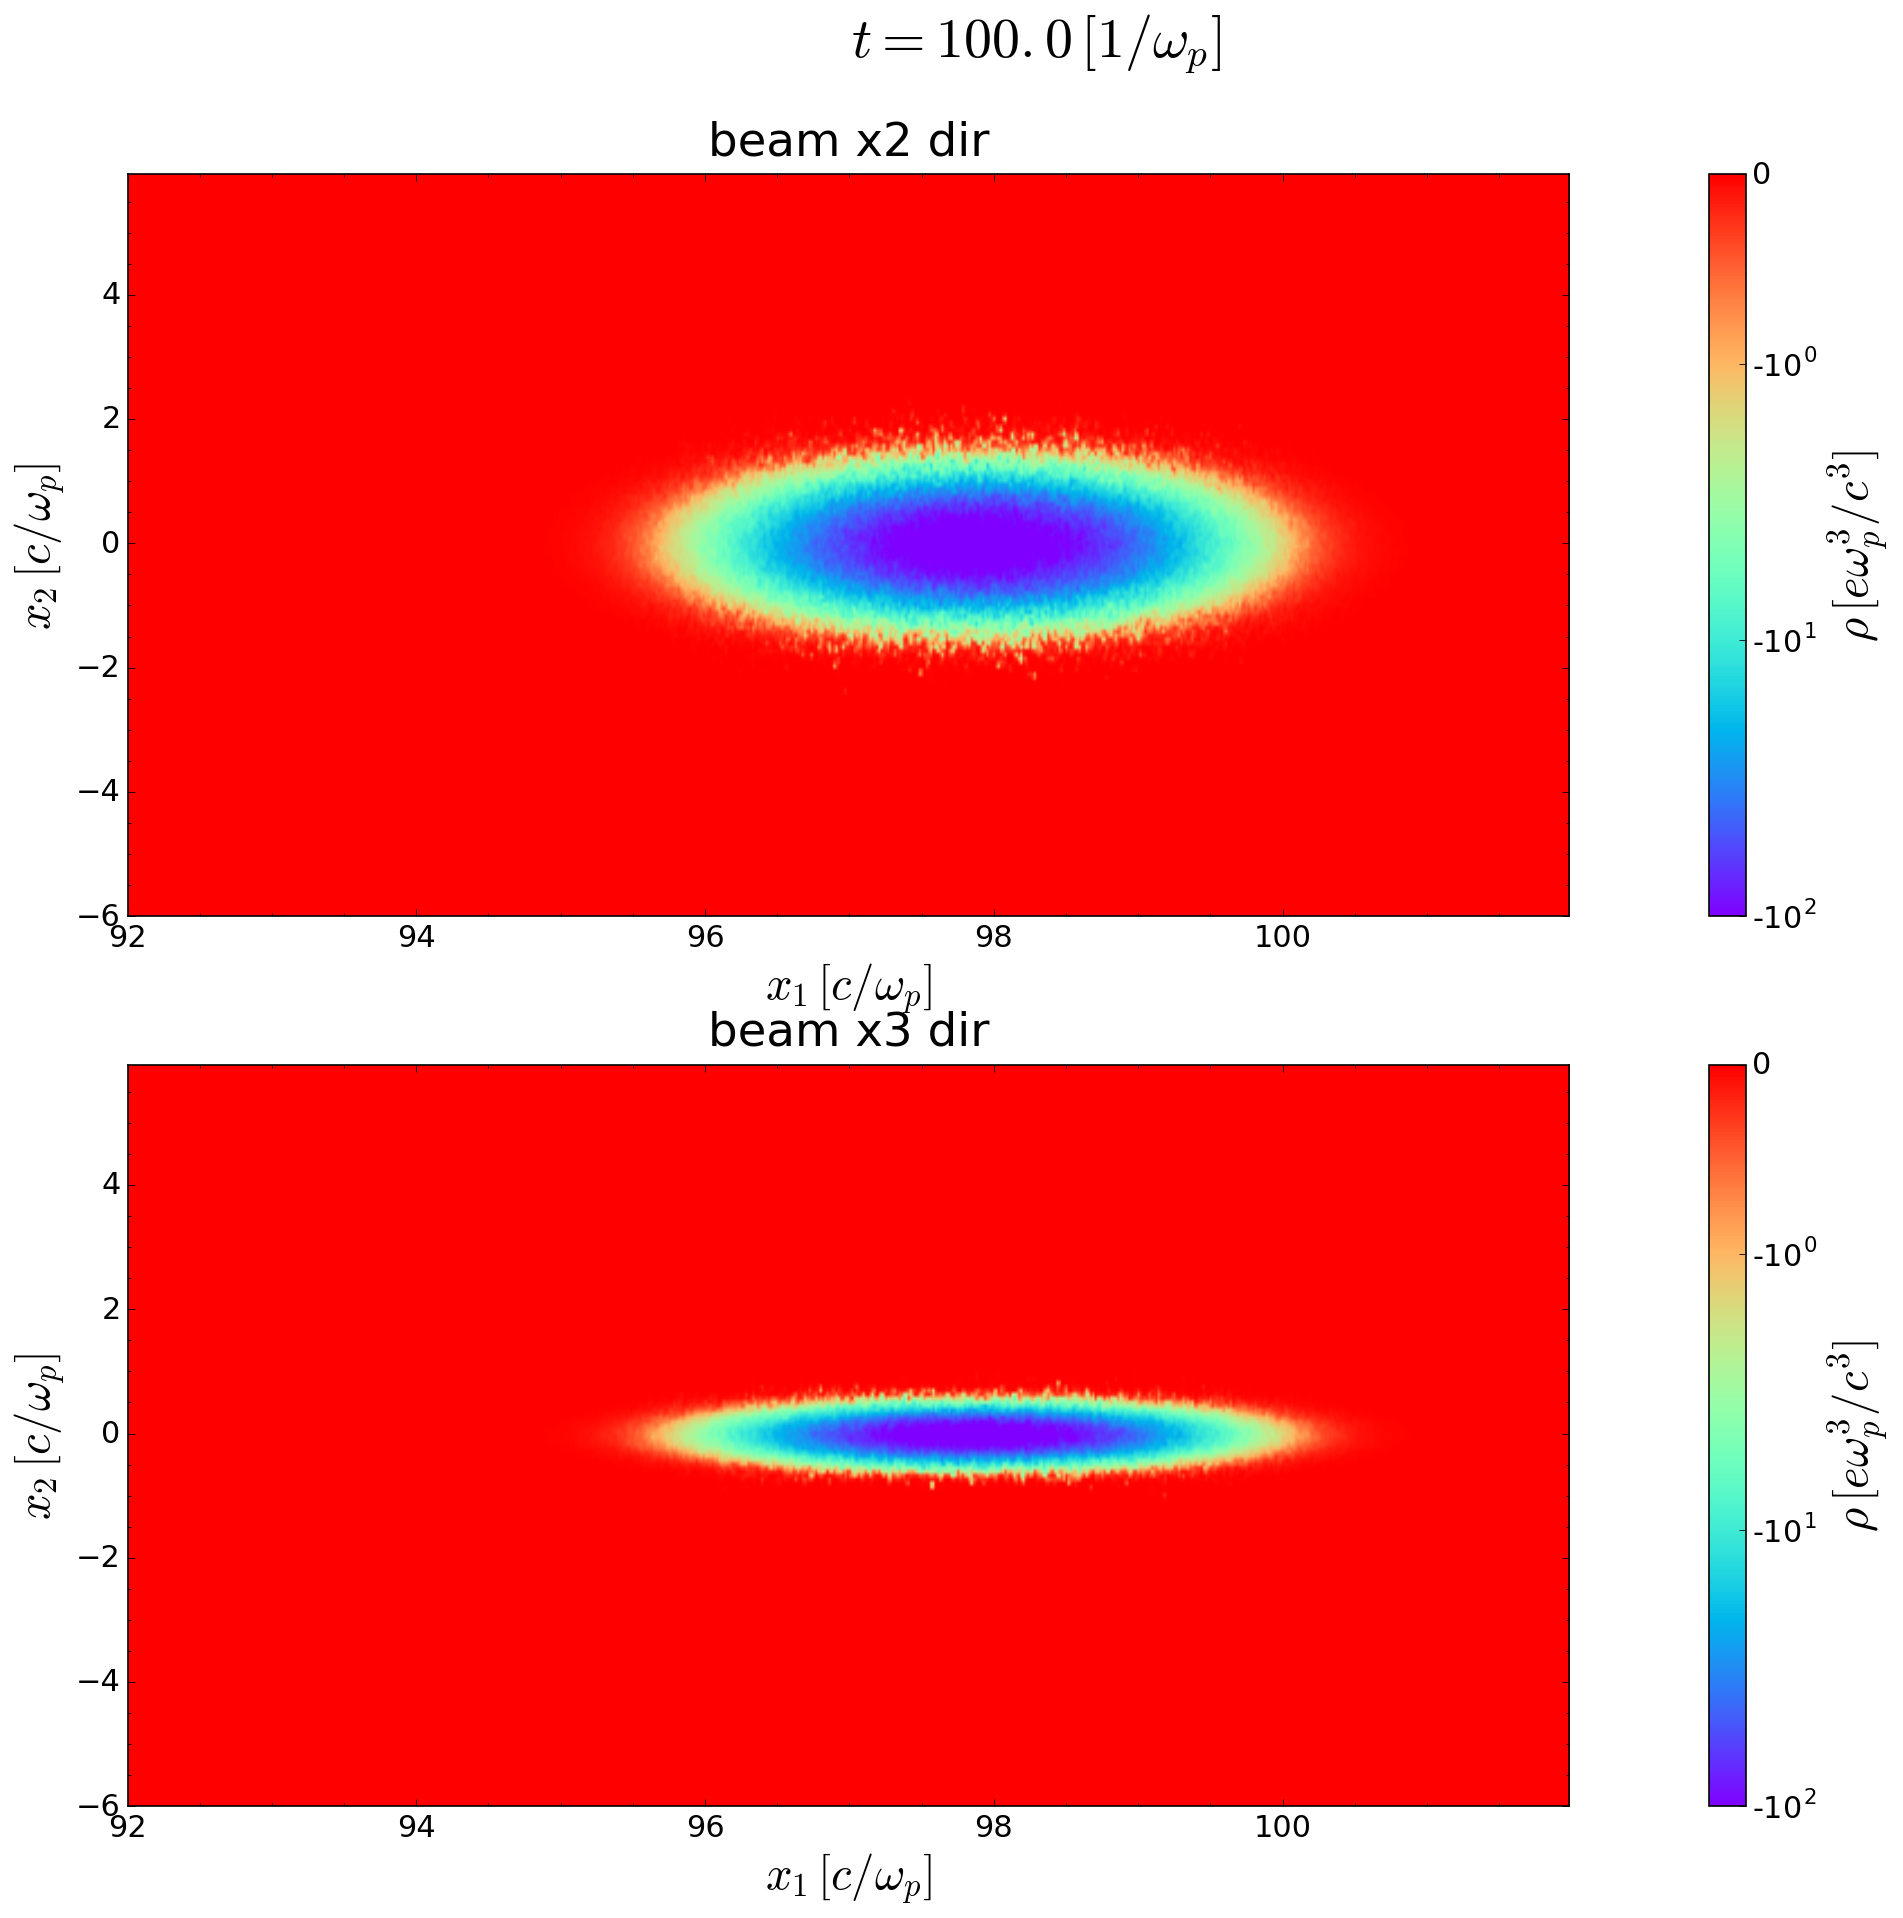 t = 100.0 [1/ω_p]
beam x2 dir
4
2
0
−2
−4
−6
x_2 [c/ω_p]
92 94 96 98 100
x_1 [c/ω_p]
0
-10^0
-10^1
-10^2
ρ [eω_p^3/c^3]
beam x3 dir
4
2
0
−2
−4
−6
x_2 [c/ω_p]
92 94 96 98 100
x_1 [c/ω_p]
0
-10^0
-10^1
-10^2
ρ [eω_p^3/c^3]